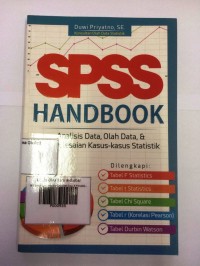 Duwi Priyatno, SE
SPSS
HANDBOOK
Analisis Data, Olah Data, &
Kasus-kasus Statistik
Dilengkapi:
Tabel F Statistics
Tabel t Statistics
Tabel Chi Square
Tabel r (Korelasi Pearson)
Tabel Durbin Watson